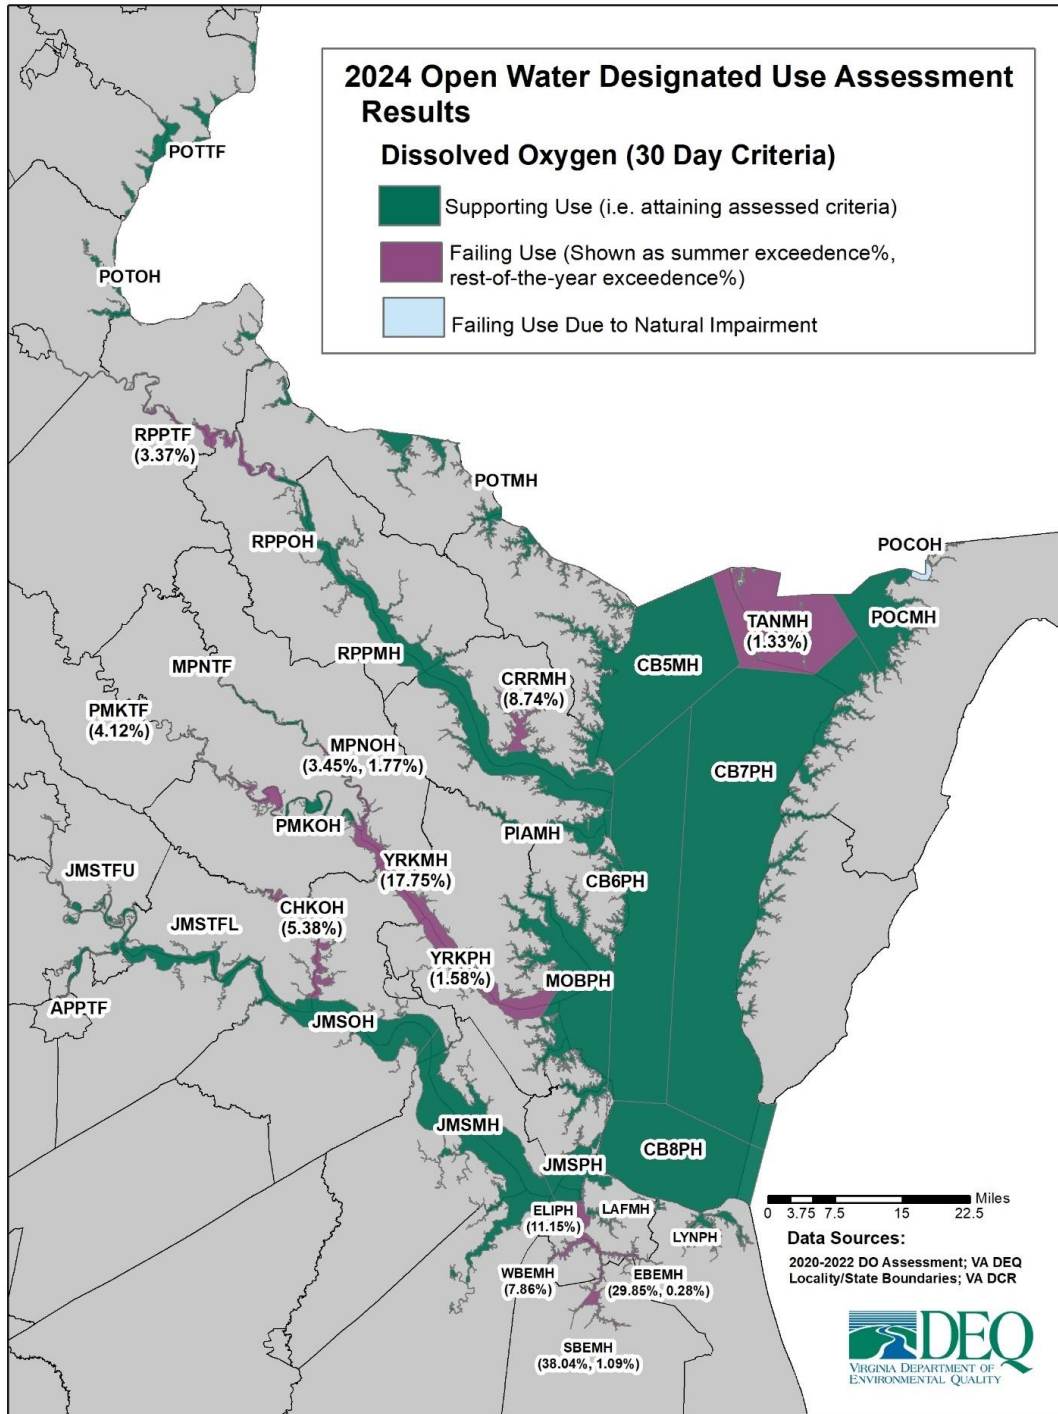 2024 Open Water Designated Use Assessment
Results
Dissolved Oxygen (30 Day Criteria)
Supporting Use (i.e. attaining assessed criteria)
Failing Use (Shown as summer exceedence%,
rest-of-the-year exceedence%)
Failing Use Due to Natural Impairment
POTTF
POTOH
RPPTF
(3.37%)
POTMH
RPPOH
POCOH
TANMH
(1.33%)
POCMH
RPPMH
CB5MH
MPNTF
CRRMH
(8.74%)
PMKTF
(4.12%)
MPNOH
(3.45%, 1.77%)
CB7PH
PMKOH
PIAMH
YRKMH
(17.75%)
CB6PH
JMSTFU
CHKOH
(5.38%)
JMSTFL
YRKPH
(1.58%)
MOBPH
APPTF
JMSOH
JMSMH
CB8PH
JMSPH
ELIPH
(11.15%)
LAFMH
LYNPH
WBEMH
(7.86%)
EBEMH
(29.85%, 0.28%)
SBEMH
(38.04%, 1.09%)
Miles
0 3.75 7.5 15 22.5
Data Sources:
2020-2022 DO Assessment; VA DEQ
Locality/State Boundaries; VA DCR
DEQ
VIRGINIA DEPARTMENT OF
ENVIRONMENTAL QUALITY